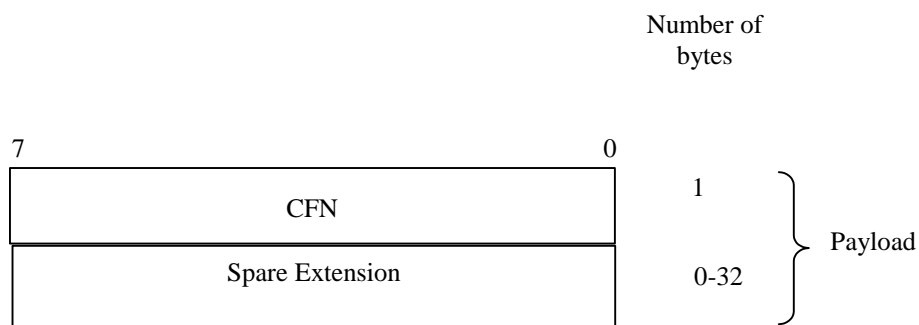 Number of
bytes
7 0
CFN 1
Spare Extension 0-32
Payload